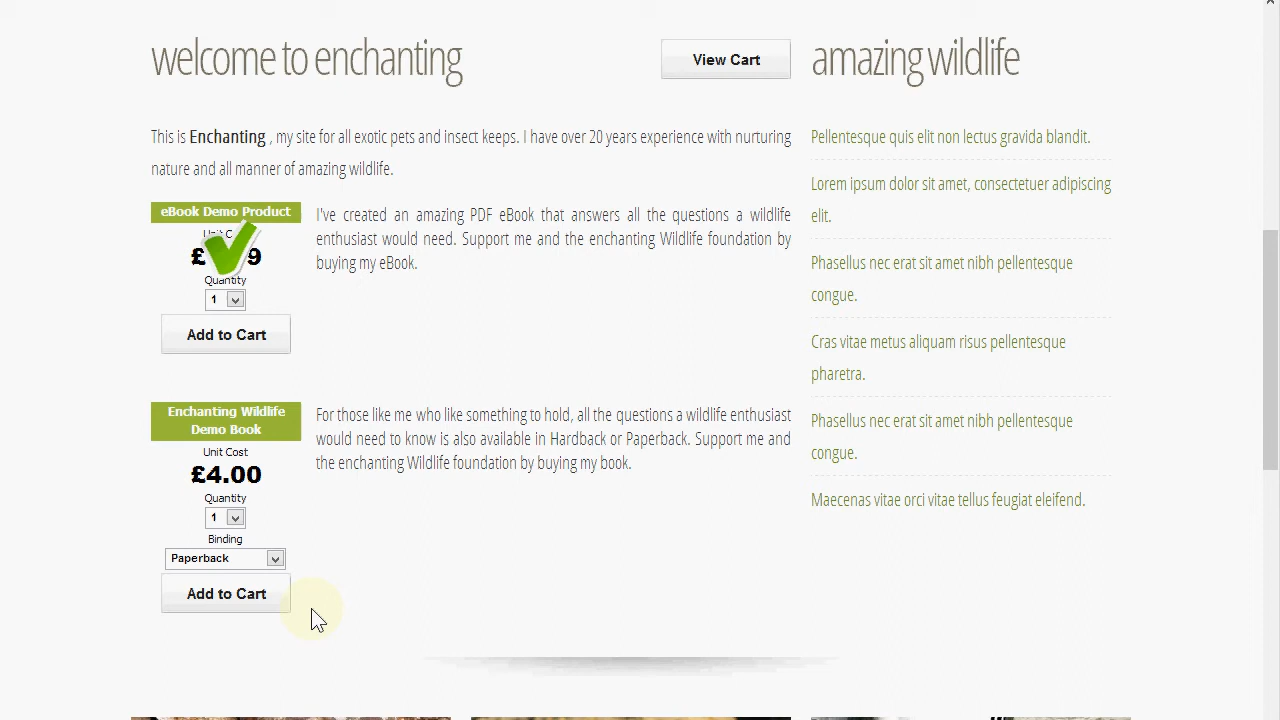 welcome to enchanting
View Cart
This is Enchanting , my site for all exotic pets and insect keeps. I have over 20 years experience with nurturing
nature and all manner of amazing wildlife.
eBook Demo Product
£
9
Quantity
1
Add to Cart
I've created an amazing PDF eBook that answers all the questions a wildlife
enthusiast would need. Support me and the enchanting Wildlife foundation by
buying my eBook.
Enchanting Wildlife
Demo Book
Unit Cost
£4.00
Quantity
1
Binding
Paperback
Add to Cart
For those like me who like something to hold, all the questions a wildlife enthusiast
would need to know is also available in Hardback or Paperback. Support me and
the enchanting Wildlife foundation by buying my book.
amazing wildlife
Pellentesque quis elit non lectus gravida blandit.
Lorem ipsum dolor sit amet, consectetuer adipiscing
elit.
Phasellus nec erat sit amet nibh pellentesque
congue.
Cras vitae metus aliquam risus pellentesque
pharetra.
Phasellus nec erat sit amet nibh pellentesque
congue.
Maecenas vitae orci vitae tellus feugiat eleifend.